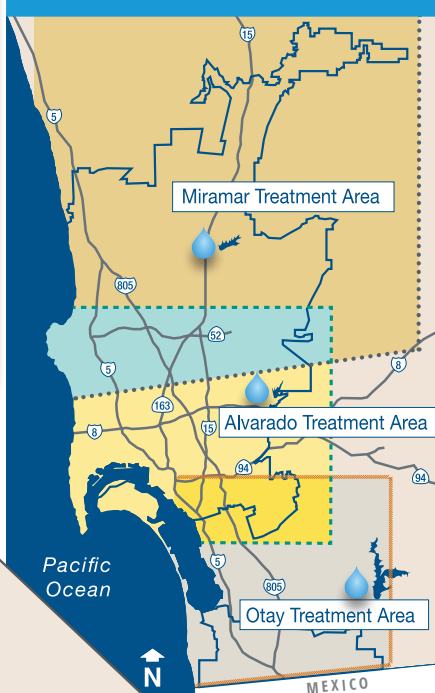 15
5
Miramar Treatment Area
805
52
5
8
163
15
8
Alvarado Treatment Area
94
94
Pacific
Ocean
5
805
Otay Treatment Area
N
MEXICO